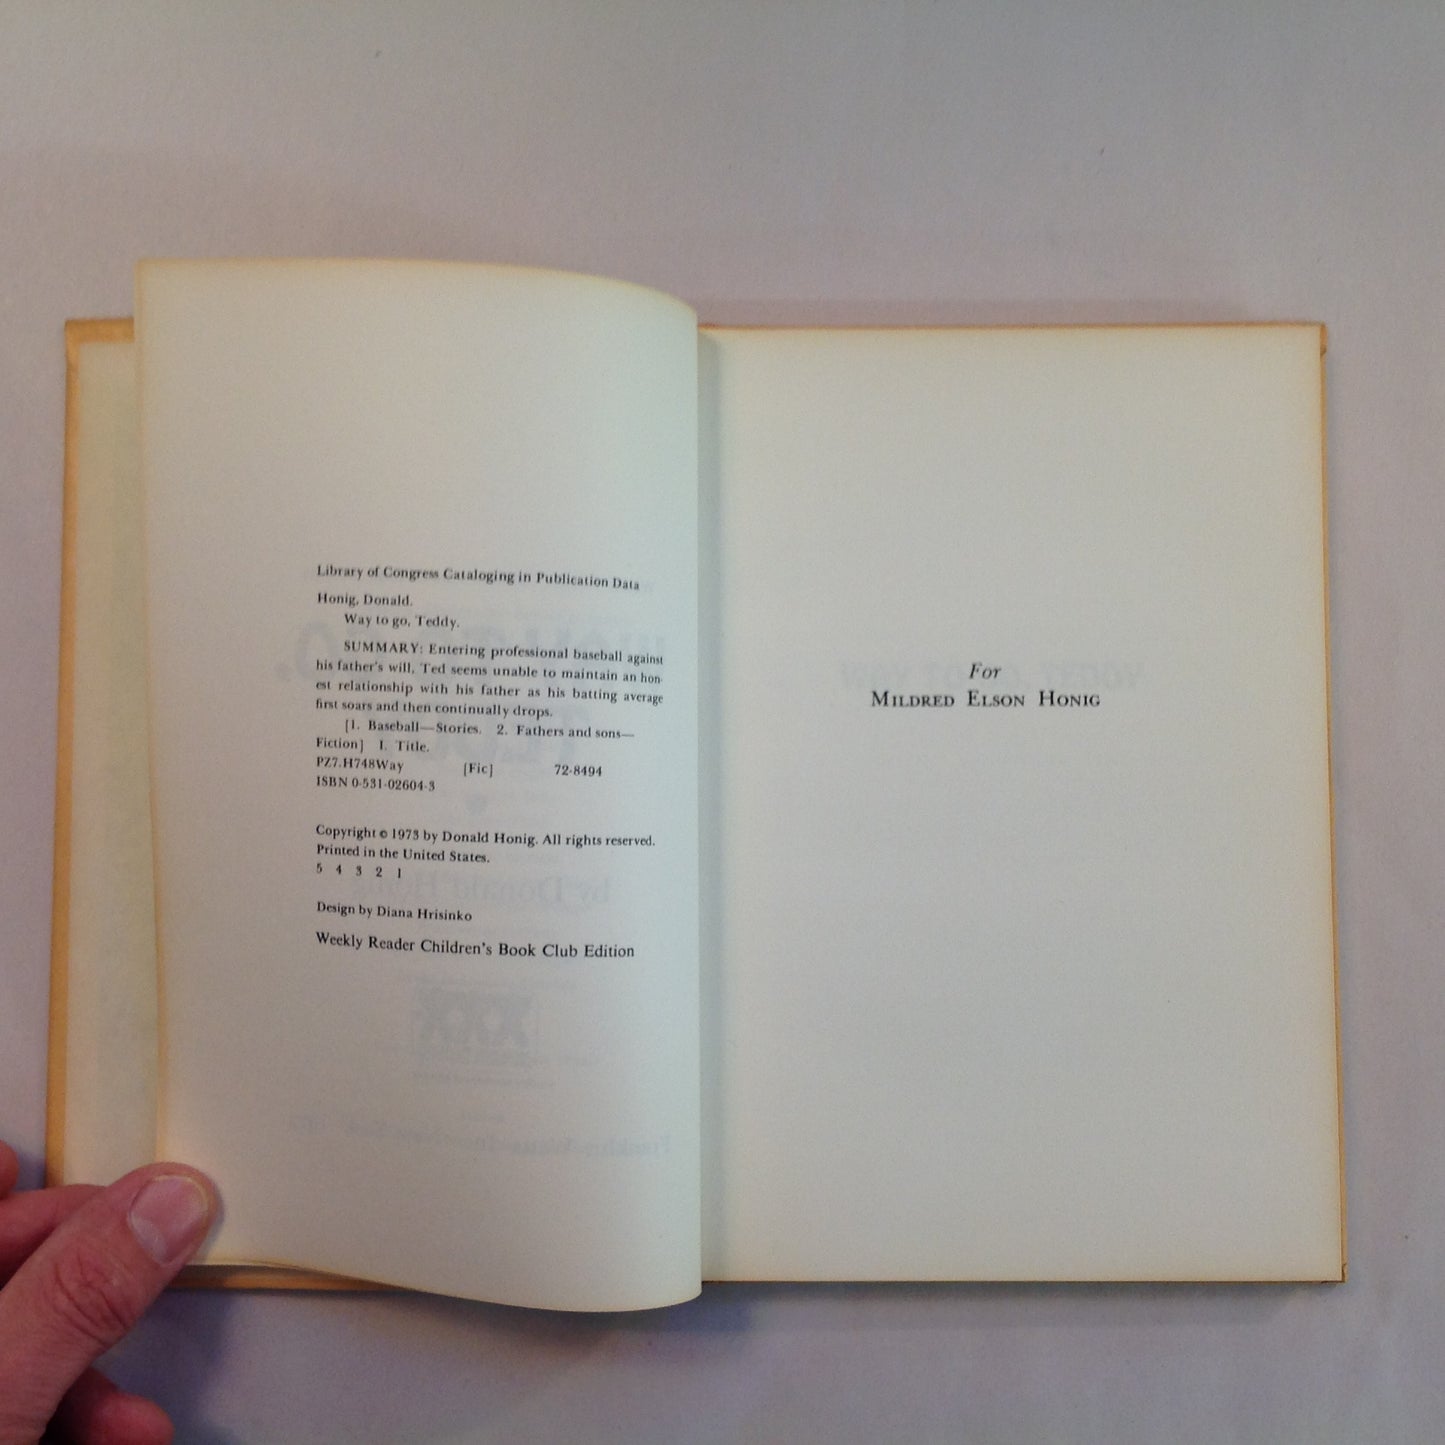 Library of Congress Cataloging in Publication Data
Honig, Donald.
Way to go, Teddy.
SUMMARY: Entering professional baseball against
his father's will, Ted seems unable to maintain an hon-
est relationship with his father as his batting average
first soars and then continually drops.
[1. Baseball—Stories. 2. Fathers and sons—
Fiction] I. Title.
PZ7.H748Way [Fic] 72-8494
ISBN 0-531-02604-3
Copyright © 1973 by Donald Honig. All rights reserved.
Printed in the United States.
5 4 3 2 1
Design by Diana Hrisinko
Weekly Reader Children's Book Club Edition
For
MILDRED ELSON HONIG